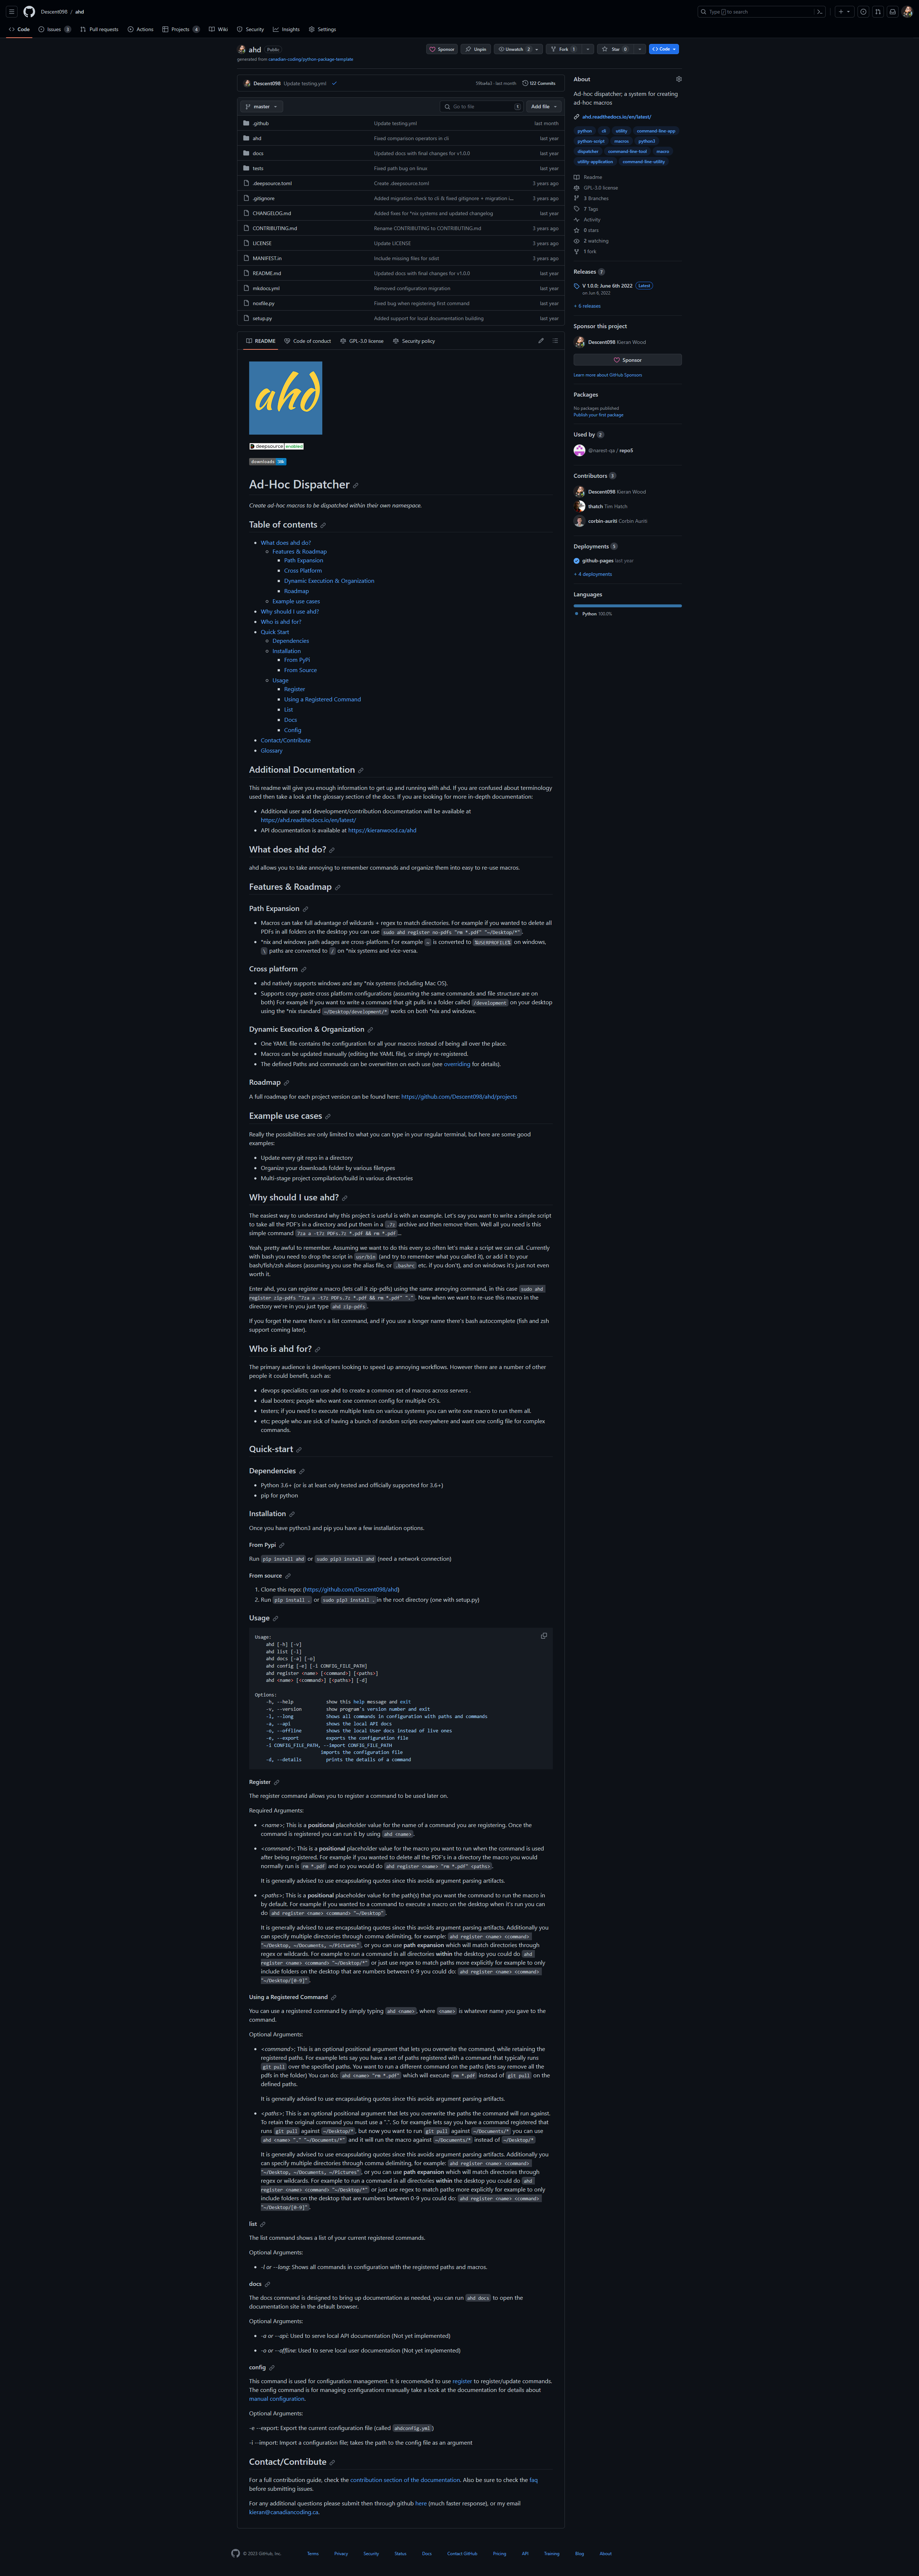 Descent098 / ahd
Type / to search
Code
Issues 3
Pull requests
Actions
Projects 4
Wiki
Security
Insights
Settings
ahd Public
generated from canadian-coding/python-package-template
Sponsor
Unpin
Unwatch 2
Fork 1
Star 0
Code
Descent098 Update testing.yml
last month
122 Commits
master
Go to file
t
Add file
.github Update testing.yml last month
ahd Fixed comparison operators in cli last year
docs Updated docs with final changes for v1.0.0 last year
tests Fixed path bug on linux last year
.deepsource.toml Create .deepsource.toml 3 years ago
.gitignore Added migration check to cli & fixed gitignore + migration i... 3 years ago
CHANGELOG.md Added fixes for *nix systems and updated changelog last year
CONTRIBUTING.md Rename CONTRIBUTING to CONTRIBUTING.md 3 years ago
LICENSE Update LICENSE 3 years ago
MANIFEST.in Include missing files for sdist 3 years ago
README.md Updated docs with final changes for v1.0.0 last year
mkdocs.yml Removed configuration migration last year
noxfile.py Fixed bug when registering first command last year
setup.py Added support for local documentation building last year
README
Code of conduct
GPL-3.0 license
Security policy
ahd
deepsource enabled
downloads
Ad-Hoc Dispatcher
Create ad-hoc macros to be dispatched within their own namespace.
Table of contents
What does ahd do?
Features & Roadmap
Path Expansion
Cross Platform
Dynamic Execution & Organization
Roadmap
Example use cases
Why should I use ahd?
Who is ahd for?
Quick Start
Dependencies
Installation
From PyPi
From Source
Usage
Register
Using a Registered Command
List
Docs
Config
Contact/Contribute
Glossary
Additional Documentation
This readme will give you enough information to get up and running with ahd. If you are confused about terminology
used then take a look at the glossary section of the docs. If you are looking for more in-depth documentation:
Additional user and development/contribution documentation will be available at
https://ahd.readthedocs.io/en/latest/
API documentation is available at https://kieranwood.ca/ahd
What does ahd do?
ahd allows you to take annoying to remember commands and organize them into easy to re-use macros.
Features & Roadmap
Path Expansion
Macros can take full advantage of wildcards + regex to match directories. For example if you wanted to delete all
PDFs in all folders on the desktop you can use sudo ahd register no-pdfs "rm *.pdf" "~/Desktop/*".
*nix and windows path adages are cross-platform. For example ~ is converted to %USERPROFILE% on windows,
\ paths are converted to / on *nix systems and vice-versa.
Cross platform
ahd natively supports windows and any *nix systems (including Mac OS).
Supports copy-paste cross platform configurations (assuming the same commands and file structure are on
both) For example if you want to write a command that git pulls in a folder called /development on your desktop
using the *nix standard ~/Desktop/development/* works on both *nix and windows.
Dynamic Execution & Organization
One YAML file contains the configuration for all your macros instead of being all over the place.
Macros can be updated manually (editing the YAML file), or simply re-registered.
The defined Paths and commands can be overwritten on each use (see overriding for details).
Roadmap
A full roadmap for each project version can be found here: https://github.com/Descent098/ahd/projects
Example use cases
Really the possibilities are only limited to what you can type in your regular terminal, but here are some good
examples:
Update every git repo in a directory
Organize your downloads folder by various filetypes
Multi-stage project compilation/build in various directories
Why should I use ahd?
The easiest way to understand why this project is useful is with an example. Let's say you want to write a simple script
to take all the PDF's in a directory and put them in a .7z archive and then remove them. Well all you need is this
simple command 7za a -t7z PDFs.7z *.pdf && rm *.pdf...
Yeah, pretty awful to remember. Assuming we want to do this every so often let's make a script we can call. Currently
with bash you need to drop the script in usr/bin (and try to remember what you called it), or add it to your
bash/fish/zsh aliases (assuming you use the alias file, or .bashrc etc. if you don't), and on windows it's just not even
worth it.
Enter ahd, you can register a macro (lets call it zip-pdfs) using the same annoying command, in this case sudo ahd
register zip-pdfs "7za a -t7z PDFs.7z *.pdf && rm *.pdf" ".". Now when we want to re-use this macro in the
directory we're in you just type ahd zip-pdfs.
If you forget the name there's a list command, and if you use a longer name there's bash autocomplete (fish and zsh
support coming later).
Who is ahd for?
The primary audience is developers looking to speed up annoying workflows. However there are a number of other
people it could benefit, such as:
devops specialists; can use ahd to create a common set of macros across servers .
dual booters; people who want one common config for multiple OS's.
testers; if you need to execute multiple tests on various systems you can write one macro to run them all.
etc; people who are sick of having a bunch of random scripts everywhere and want one config file for complex
commands.
Quick-start
Dependencies
Python 3.6+ (or is at least only tested and officially supported for 3.6+)
pip for python
Installation
Once you have python3 and pip you have a few installation options.
From Pypi
Run pip install ahd or sudo pip3 install ahd (need a network connection)
From source
1. Clone this repo: (https://github.com/Descent098/ahd)
2. Run pip install . or sudo pip3 install . in the root directory (one with setup.py)
Usage
Usage:
ahd [-h] [-v]
ahd list [-l]
ahd docs [-a] [-o]
ahd config [-e] [-i CONFIG_FILE_PATH]
ahd register <name> [<command>] [<paths>]
ahd <name> [<command>] [<paths>] [-d]
Options:
-h, --help show this help message and exit
-v, --version show program's version number and exit
-l, --long Shows all commands in configuration with paths and commands
-a, --api shows the local API docs
-o, --offline shows the local User docs instead of live ones
-e, --export exports the configuration file
-i CONFIG_FILE_PATH, --import CONFIG_FILE_PATH
imports the configuration file
-d, --details prints the details of a command
Register
The register command allows you to register a command to be used later on.
Required Arguments:
<name>; This is a positional placeholder value for the name of a command you are registering. Once the
command is registered you can run it by using ahd <name>.
<command>; This is a positional placeholder value for the macro you want to run when the command is used
after being registered. For example if you wanted to delete all the PDF's in a directory the macro you would
normally run is rm *.pdf and so you would do ahd register <name> "rm *.pdf" <paths>.
It is generally advised to use encapsulating quotes since this avoids argument parsing artifacts.
<paths>; This is a positional placeholder value for the path(s) that you want the command to run the macro in
by default. For example if you wanted to a command to execute a macro on the desktop when it's run you can
do ahd register <name> <command> "~/Desktop".
It is generally advised to use encapsulating quotes since this avoids argument parsing artifacts. Additionally you
can specify multiple directories through comma delimiting, for example: ahd register <name> <command>
"~/Desktop, ~/Documents, ~/Pictures", or you can use path expansion which will match directories through
regex or wildcards. For example to run a command in all directories within the desktop you could do ahd
register <name> <command> "~/Desktop/*" or just use regex to match paths more explicitly for example to only
include folders on the desktop that are numbers between 0-9 you could do: ahd register <name> <command>
"~/Desktop/[0-9]".
Using a Registered Command
You can use a registered command by simply typing ahd <name>, where <name> is whatever name you gave to the
command.
Optional Arguments:
<command>; This is an optional positional argument that lets you overwrite the command, while retaining the
registered paths. For example lets say you have a set of paths registered with a command that typically runs
git pull over the specified paths. You want to run a different command on the paths (lets say remove all the
pdfs in the folder) You can do: ahd <name> "rm *.pdf" which will execute rm *.pdf instead of git pull on the
defined paths.
It is generally advised to use encapsulating quotes since this avoids argument parsing artifacts.
<paths>; This is an optional positional argument that lets you overwrite the paths the command will run against.
To retain the original command you must use a ".". So for example lets say you have a command registered that
runs git pull against ~/Desktop/*, but now you want to run git pull against ~/Documents/* you can use
ahd <name> "." "~/Documents/*" and it will run the macro against ~/Documents/* instead of ~/Desktop/*
It is generally advised to use encapsulating quotes since this avoids argument parsing artifacts. Additionally you
can specify multiple directories through comma delimiting, for example: ahd register <name> <command>
"~/Desktop, ~/Documents, ~/Pictures", or you can use path expansion which will match directories through
regex or wildcards. For example to run a command in all directories within the desktop you could do ahd
register <name> <command> "~/Desktop/*" or just use regex to match paths more explicitly for example to only
include folders on the desktop that are numbers between 0-9 you could do: ahd register <name> <command>
"~/Desktop/[0-9]".
list
The list command shows a list of your current registered commands.
Optional Arguments:
-l or --long: Shows all commands in configuration with the registered paths and macros.
docs
The docs command is designed to bring up documentation as needed, you can run ahd docs to open the
documentation site in the default browser.
Optional Arguments:
-a or --api: Used to serve local API documentation (Not yet implemented)
-o or --offline: Used to serve local user documentation (Not yet implemented)
config
This command is used for configuration management. It is recomended to use register to register/update commands.
The config command is for managing configurations manually take a look at the documentation for details about
manual configuration.
Optional Arguments:
-e --export: Export the current configuration file (called ahdconfig.yml)
-i --import: Import a configuration file; takes the path to the config file as an argument
Contact/Contribute
For a full contribution guide, check the contribution section of the documentation. Also be sure to check the faq
before submitting issues.
For any additional questions please submit then through github here (much faster response), or my email
kieran@canadiancoding.ca.
About
Ad-hoc dispatcher; a system for creating
ad-hoc macros
ahd.readthedocs.io/en/latest/
python cli utility command-line-app
python-script macros python3
dispatcher command-line-tool macro
utility-application command-line-utility
Readme
GPL-3.0 license
3 Branches
7 Tags
Activity
0 stars
2 watching
1 fork
Releases 7
V 1.0.0; June 6th 2022 Latest
on Jun 6, 2022
+ 6 releases
Sponsor this project
Descent098 Kieran Wood
Sponsor
Learn more about GitHub Sponsors
Packages
No packages published
Publish your first package
Used by 2
/ repo5
Contributors 3
Descent098 Kieran Wood
thatch Tim Hatch
corbin-auriti Corbin Auriti
Deployments 5
github-pages last year
+ 4 deployments
Languages
Python 100.0%
© 2023 GitHub, Inc.
Terms
Privacy
Security
Status
Docs
Contact GitHub
Pricing
API
Training
Blog
About